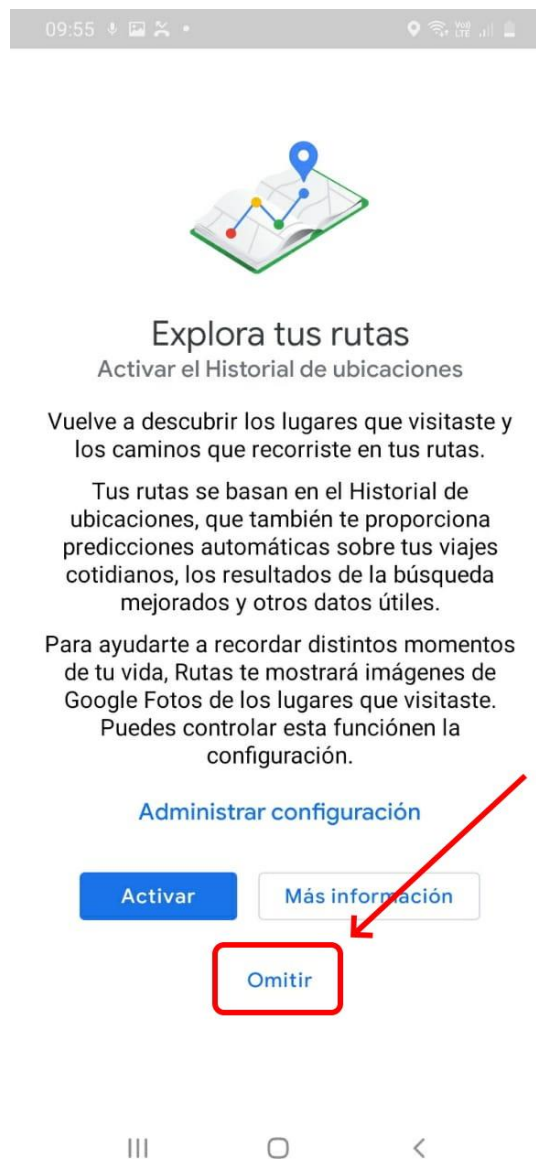 09:55
Explora tus rutas
Activar el Historial de ubicaciones
Vuelve a descubrir los lugares que visitaste y
los caminos que recorriste en tus rutas.
Tus rutas se basan en el Historial de
ubicaciones, que también te proporciona
predicciones automáticas sobre tus viajes
cotidianos, los resultados de la búsqueda
mejorados y otros datos útiles.
Para ayudarte a recordar distintos momentos
de tu vida, Rutas te mostrará imágenes de
Google Fotos de los lugares que visitaste.
Puedes controlar esta funciónen la
configuración.
Administrar configuración
Activar
Más información
Omitir